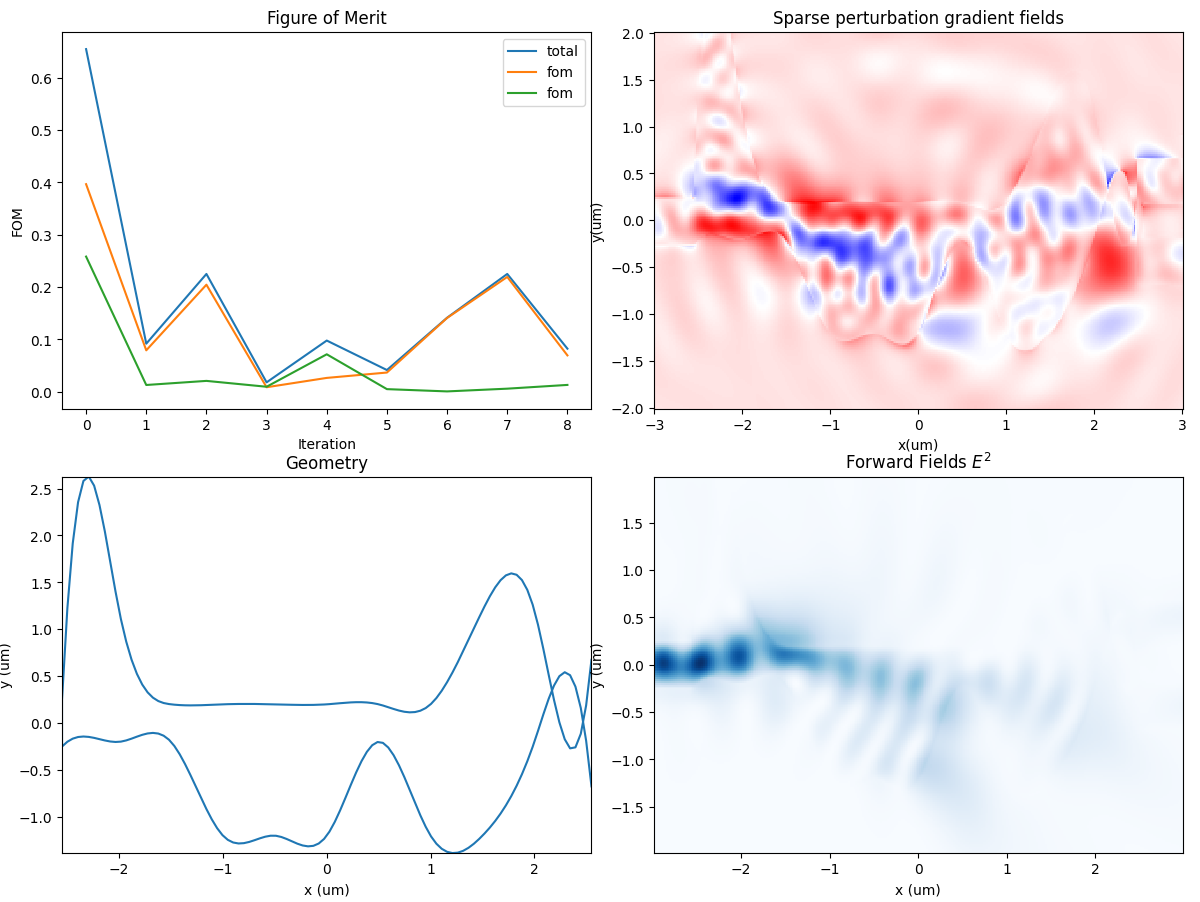 Figure of Merit
FOM
0.6
0.5
0.4
0.3
0.2
0.1
0.0
total
fom
fom
0 1 2 3 4 5 6 7 8
Iteration
Sparse perturbation gradient fields
y(um)
2.0
1.5
1.0
0.5
0.0
−0.5
−1.0
−1.5
−2.0
−3 −2 −1 0 1 2 3
x(um)
Geometry
y (um)
2.5
2.0
1.5
1.0
0.5
0.0
−0.5
−1.0
−2 −1 0 1 2
x (um)
Forward Fields E²
y (um)
1.5
1.0
0.5
0.0
−0.5
−1.0
−1.5
−2 −1 0 1 2
x (um)